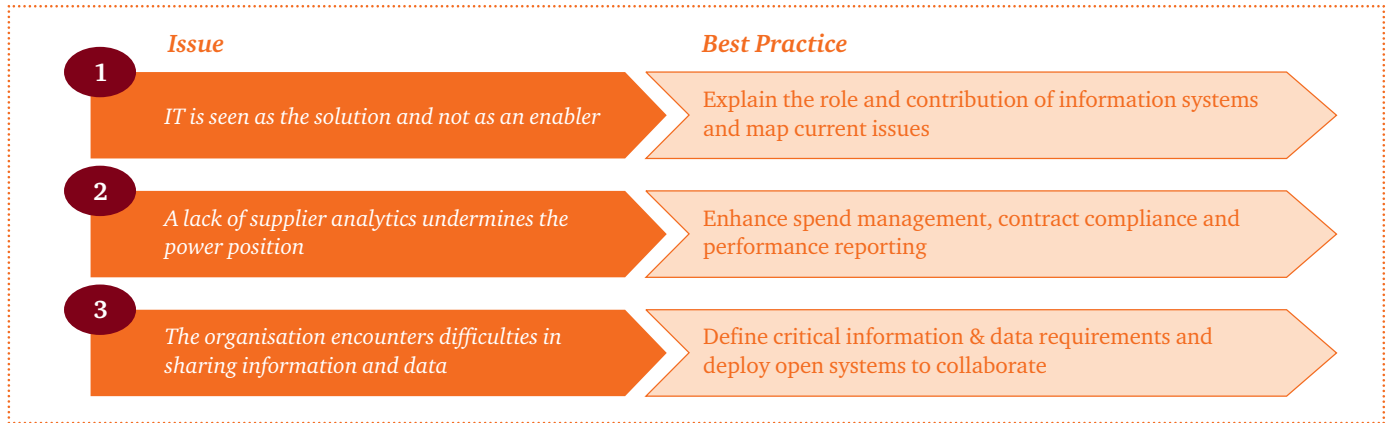 Issue
Best Practice
1
IT is seen as the solution and not as an enabler
Explain the role and contribution of information systems
and map current issues
2
A lack of supplier analytics undermines the
power position
Enhance spend management, contract compliance and
performance reporting
3
The organisation encounters difficulties in
sharing information and data
Define critical information & data requirements and
deploy open systems to collaborate